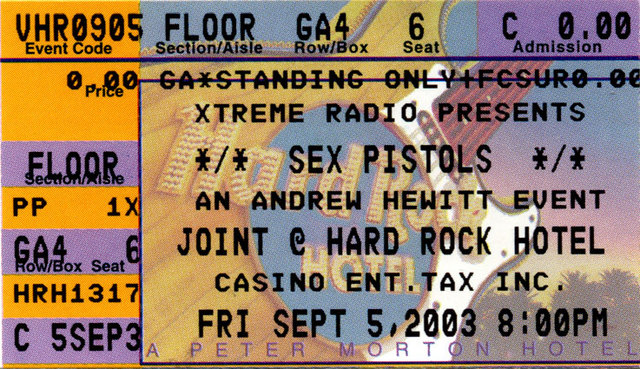 VHR0905 FLOOR GA4 6 C 0.00
Event Code Section/Aisle Row/Box Seat Admission
0.00 GA*STANDING ONLY+FCSUR0.00
Price
XTREME RADIO PRESENTS
FLOOR */* SEX PISTOLS */*
Section/Aisle
PP 1X AN ANDREW HEWITT EVENT
GA4 6 JOINT @ HARD ROCK HOTEL
Row/Box Seat
HRH1317 CASINO ENT.TAX INC.
C 5SEP3 FRI SEPT 5,2003 8:00PM
A PETER MORTON HOTEL
Hard Rock
HOTEL